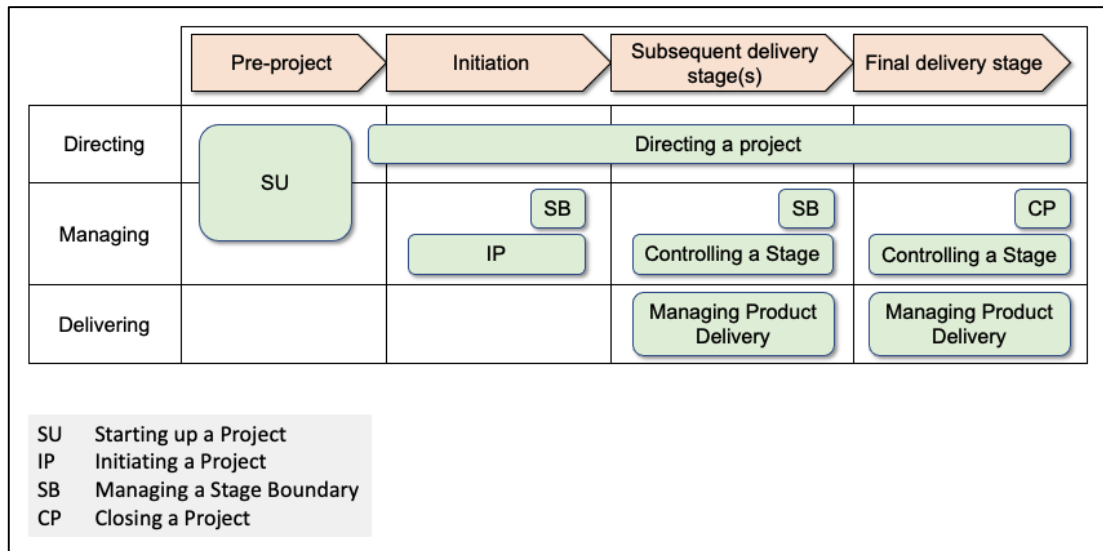 Pre-project
Initiation
Subsequent delivery
stage(s)
Final delivery stage
Directing
SU
Directing a project
Managing
SB
SB
CP
IP
Controlling a Stage
Controlling a Stage
Delivering
Managing Product
Delivery
Managing Product
Delivery
SU Starting up a Project
IP Initiating a Project
SB Managing a Stage Boundary
CP Closing a Project